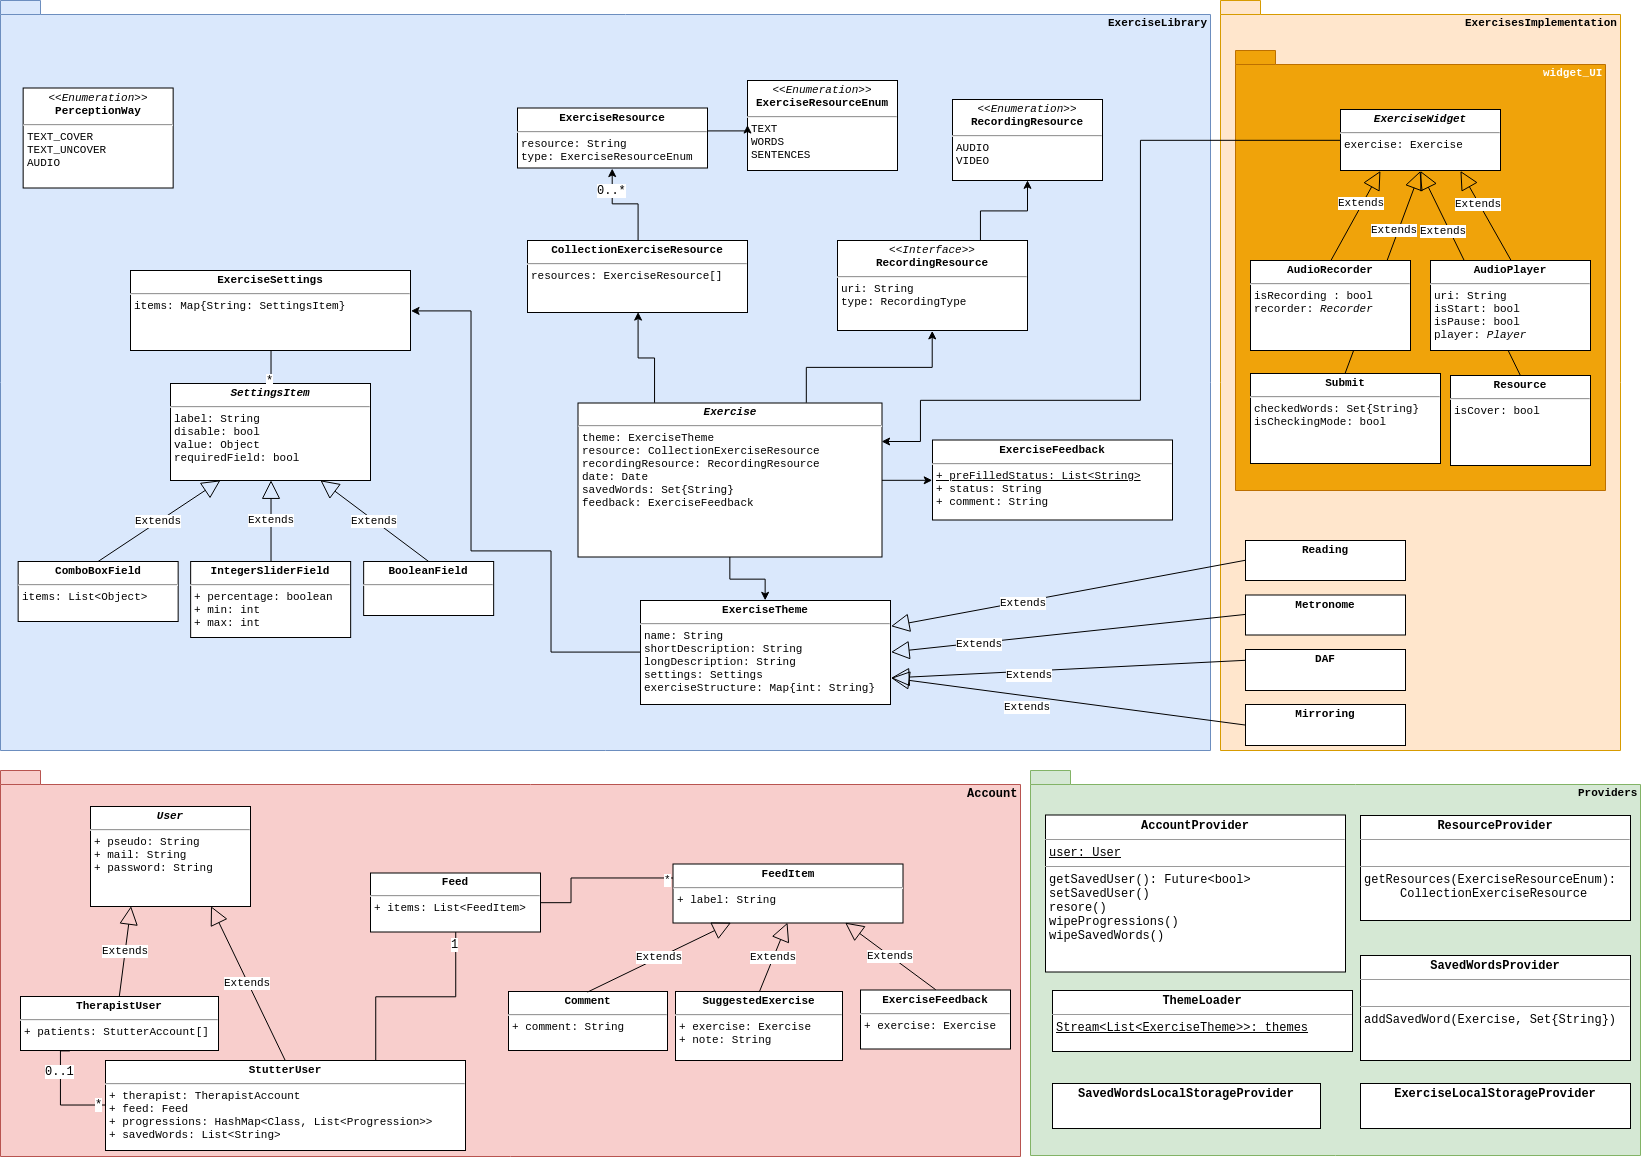 ExerciseLibrary
<<Enumeration>>
PerceptionWay
TEXT_COVER
TEXT_UNCOVER
AUDIO
ExerciseResource
resource: String
type: ExerciseResourceEnum
<<Enumeration>>
ExerciseResourceEnum
TEXT
WORDS
SENTENCES
<<Enumeration>>
RecordingResource
AUDIO
VIDEO
0..*
CollectionExerciseResource
resources: ExerciseResource[]
<<Interface>>
RecordingResource
uri: String
type: RecordingType
ExerciseSettings
items: Map{String: SettingsItem}
*
SettingsItem
label: String
disable: bool
value: Object
requiredField: bool
Extends
Extends
Extends
ComboBoxField
items: List<Object>
IntegerSliderField
+ percentage: boolean
+ min: int
+ max: int
BooleanField
Exercise
theme: ExerciseTheme
resource: CollectionExerciseResource
recordingResource: RecordingResource
date: Date
savedWords: Set{String}
feedback: ExerciseFeedback
ExerciseFeedback
+ preFilledStatus: List<String>
+ status: String
+ comment: String
ExerciseTheme
name: String
shortDescription: String
longDescription: String
settings: Settings
exerciseStructure: Map{int: String}
Extends
Extends
Extends
Extends
ExercisesImplementation
widget_UI
ExerciseWidget
exercise: Exercise
Extends
Extends
Extends
Extends
AudioRecorder
isRecording : bool
recorder: Recorder
AudioPlayer
uri: String
isStart: bool
isPause: bool
player: Player
Submit
checkedWords: Set{String}
isCheckingMode: bool
Resource
isCover: bool
Reading
Metronome
DAF
Mirroring
Account
User
+ pseudo: String
+ mail: String
+ password: String
Extends
Extends
TherapistUser
+ patients: StutterAccount[]
0..1
*
StutterUser
+ therapist: TherapistAccount
+ feed: Feed
+ progressions: HashMap<Class, List<Progression>>
+ savedWords: List<String>
Feed
+ items: List<FeedItem>
1
*
FeedItem
+ label: String
Extends
Extends
Extends
Comment
+ comment: String
SuggestedExercise
+ exercise: Exercise
+ note: String
ExerciseFeedback
+ exercise: Exercise
Providers
AccountProvider
user: User
getSavedUser(): Future<bool>
setSavedUser()
resore()
wipeProgressions()
wipeSavedWords()
ResourceProvider
getResources(ExerciseResourceEnum):
CollectionExerciseResource
ThemeLoader
Stream<List<ExerciseTheme>>: themes
SavedWordsProvider
addSavedWord(Exercise, Set{String})
SavedWordsLocalStorageProvider
ExerciseLocalStorageProvider